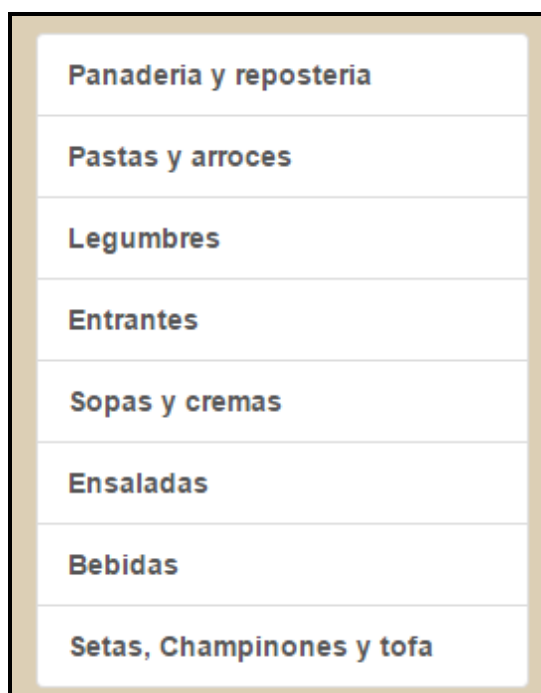 Panaderia y reposteria
Pastas y arroces
Legumbres
Entrantes
Sopas y cremas
Ensaladas
Bebidas
Setas, Champinones y tofa